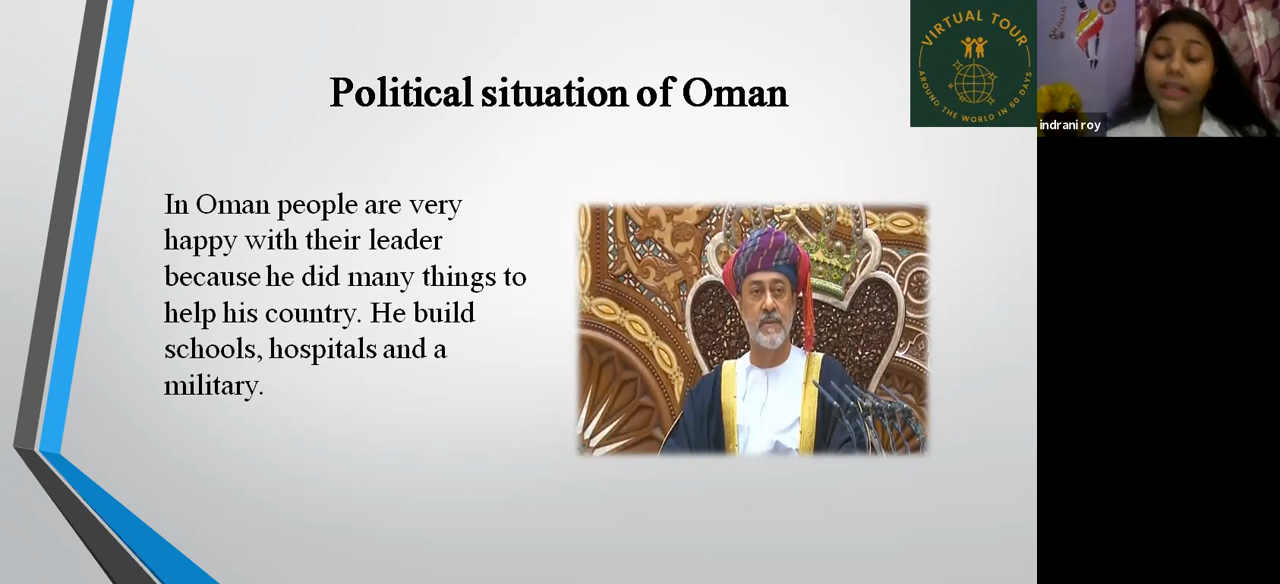 Political situation of Oman
In Oman people are very
happy with their leader
because he did many things to
help his country. He build
schools, hospitals and a
military.
VIRTUAL TOUR
AROUND THE WORLD IN 80 DAYS
indrani roy